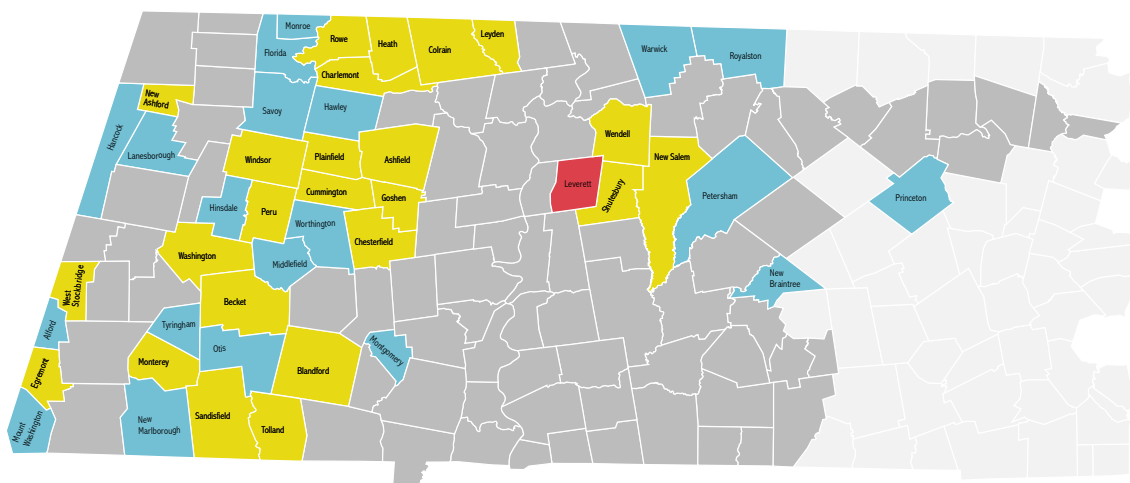 Monroe
Florida
Rowe
Heath
Colrain
Leyden
Charlemont
Warwick
Royalston
New
Ashford
Savoy
Hawley
Hancock
Lanesborough
Windsor
Plainfield
Ashfield
Wendell
New Salem
Leverett
Shutesbury
Petersham
Princeton
Hinsdale
Peru
Cummington
Goshen
Worthington
Chesterfield
Washington
Middlefield
West
Stockbridge
Becket
New
Braintree
Alford
Tyringham
Otis
Montgomery
Egremont
Monterey
Blandford
Mount
Washington
New
Marlborough
Sandisfield
Tolland